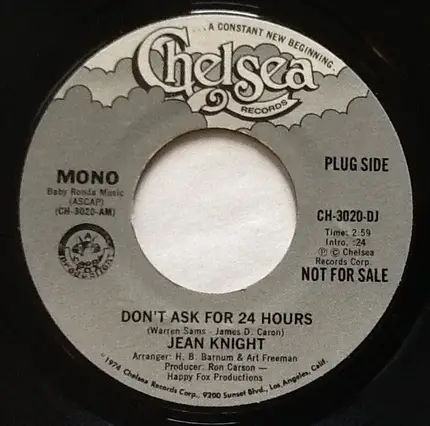 ...A CONSTANT NEW BEGINNING.
Chelsea
RECORDS
MONO
Baby Ronda Music
(ASCAP)
(CH-3020-AM)
PLUG SIDE
CH-3020-DJ
Time: 2:59
Intro. :24
Ⓟ © Chelsea
Records Corp.
NOT FOR SALE
DON'T ASK FOR 24 HOURS
(Warren Sams - James D. Caron)
JEAN KNIGHT
Arranger: H. B. Barnum & Art Freeman
Producer: Ron Carson —
Happy Fox Productions
1974 Chelsea Records Corp., 9200 Sunset Blvd., Los Angeles, Calif.